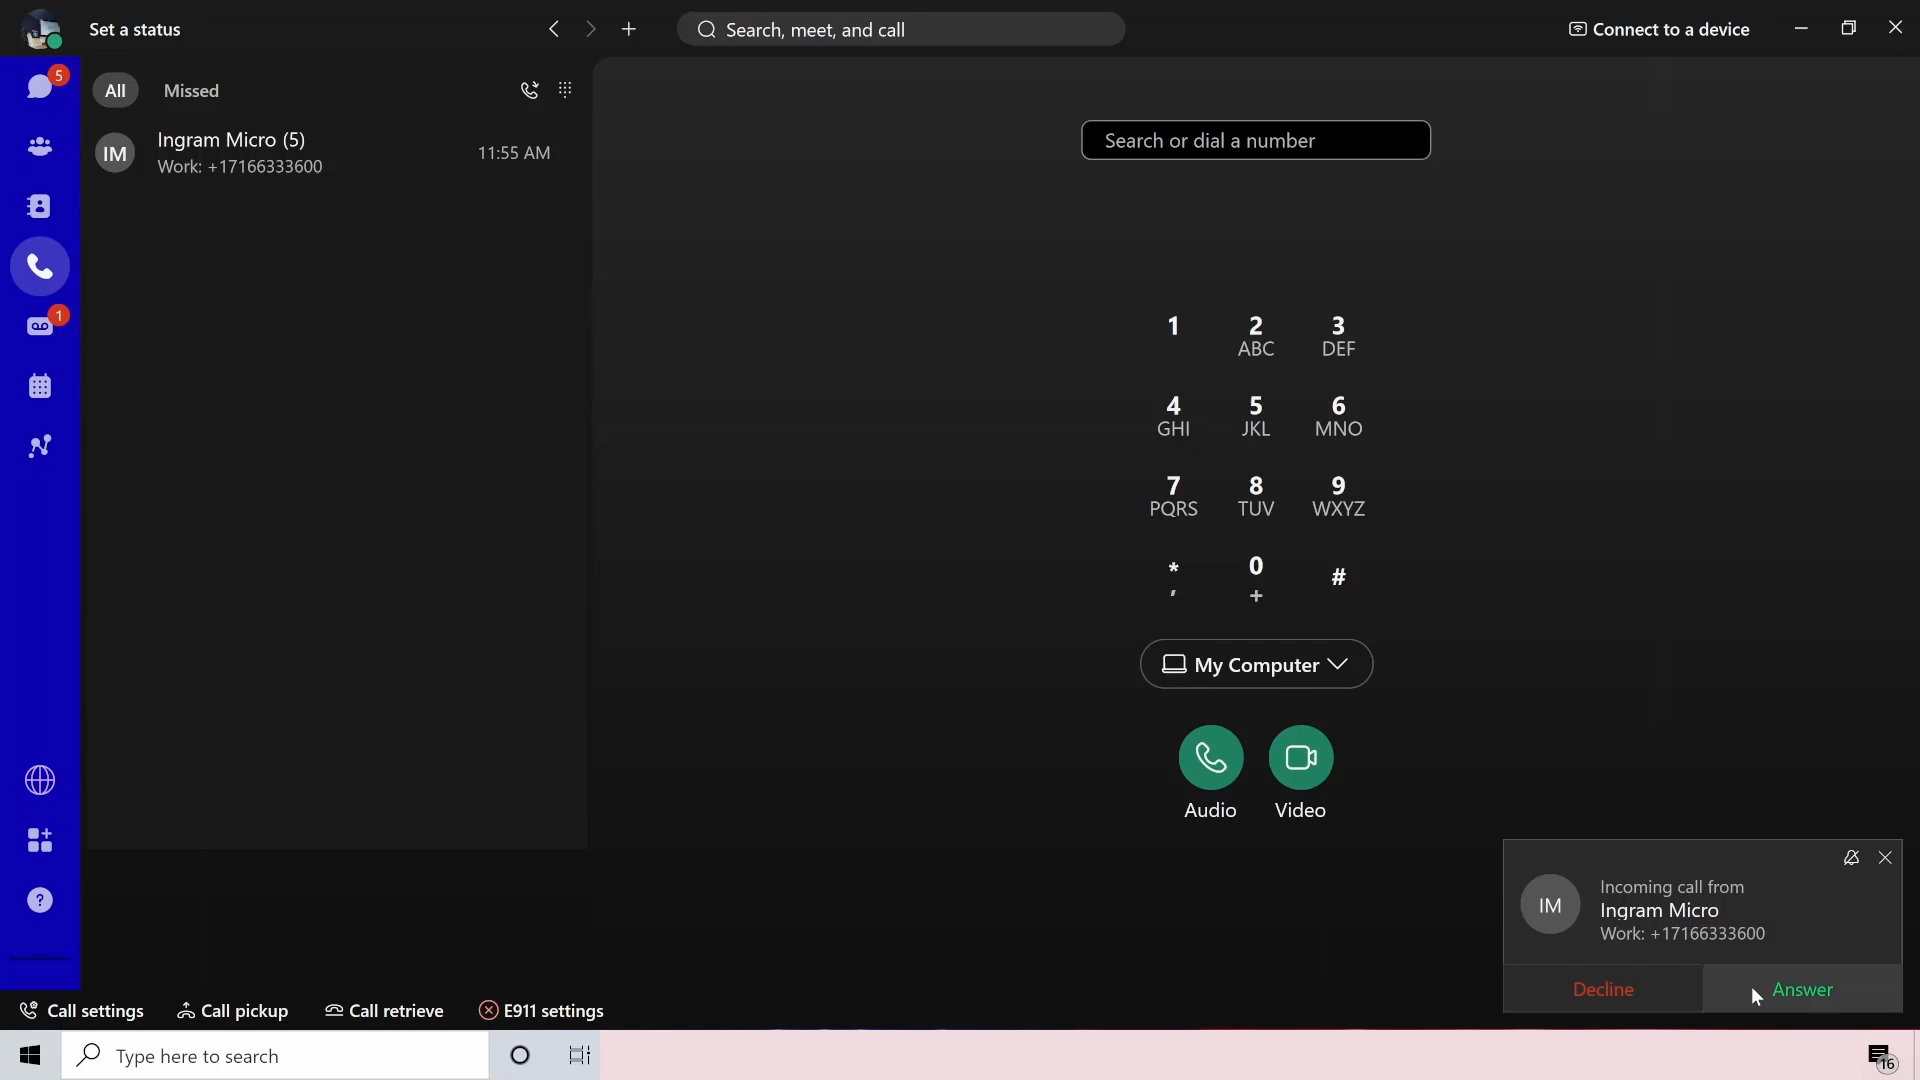 Set a status
Search, meet, and call
Connect to a device
5
All
Missed
Ingram Micro (5)
IM
11:55 AM
Work: +17166333600
Search or dial a number
1
1 2 3
ABC DEF
4 5 6
GHI JKL MNO
7 8 9
PQRS TUV WXYZ
* 0 #
, +
My Computer
Audio Video
?
Incoming call from
IM
Ingram Micro
Work: +17166333600
Decline
Answer
Call settings
Call pickup
Call retrieve
E911 settings
Type here to search
16